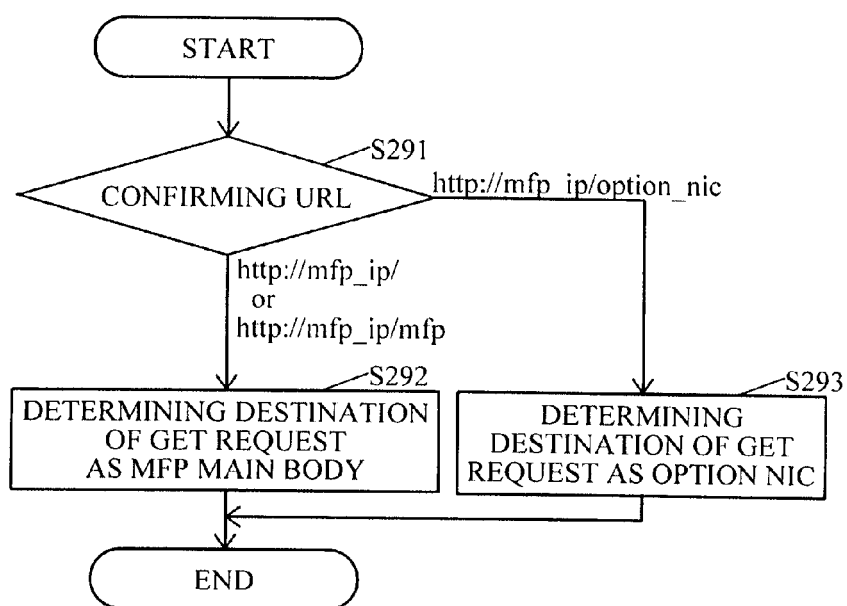 START
S291
CONFIRMING URL
http://mfp_ip/option_nic
http://mfp_ip/
or
http://mfp_ip/mfp
S292
DETERMINING DESTINATION
OF GET REQUEST
AS MFP MAIN BODY
S293
DETERMINING
DESTINATION OF GET
REQUEST AS OPTION NIC
END